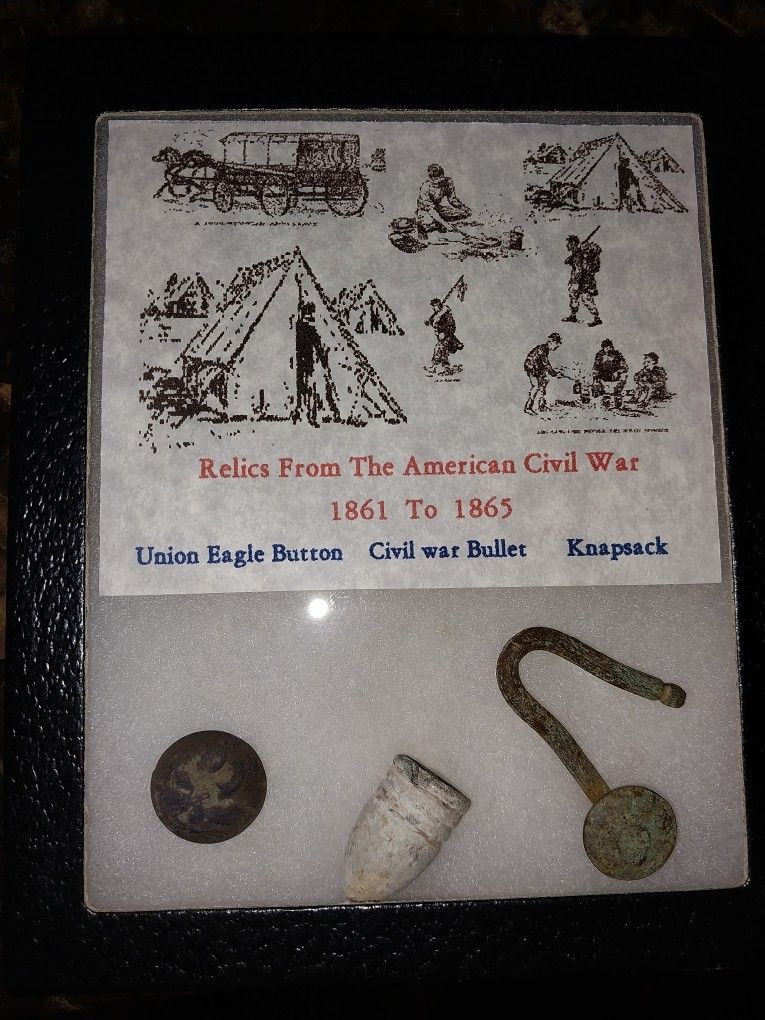 Relics From The American Civil War
1861 To 1865
Union Eagle Button Civil war Bullet Knapsack